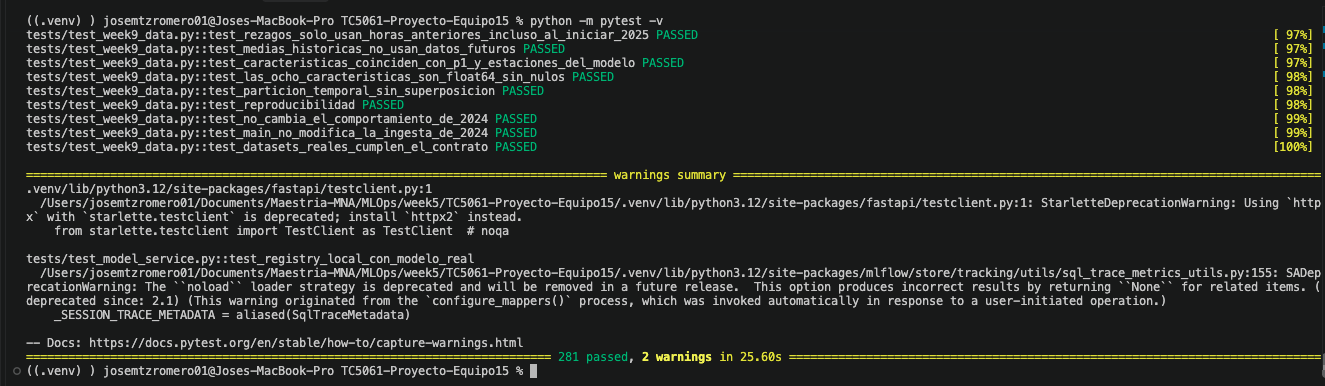 ((.venv) ) josemtzromero01@Joses-MacBook-Pro TC5061-Proyecto-Equipo15 % python -m pytest -v
tests/test_week9_data.py::test_rezagos_solo_usan_horas_anteriores_incluso_al_iniciar_2025 PASSED [ 97%]
tests/test_week9_data.py::test_medias_historicas_no_usan_datos_futuros PASSED [ 97%]
tests/test_week9_data.py::test_caracteristicas_coinciden_con_p1_y_estaciones_del_modelo PASSED [ 97%]
tests/test_week9_data.py::test_las_ocho_caracteristicas_son_float64_sin_nulos PASSED [ 98%]
tests/test_week9_data.py::test_particion_temporal_sin_superposicion PASSED [ 98%]
tests/test_week9_data.py::test_reproducibilidad PASSED [ 98%]
tests/test_week9_data.py::test_no_cambia_el_comportamiento_de_2024 PASSED [ 99%]
tests/test_week9_data.py::test_main_no_modifica_la_ingesta_de_2024 PASSED [ 99%]
tests/test_week9_data.py::test_datasets_reales_cumplen_el_contrato PASSED [100%]
warnings summary
.venv/lib/python3.12/site-packages/fastapi/testclient.py:1
/Users/josemtzromero01/Documents/Maestria-MNA/MLOps/week5/TC5061-Proyecto-Equipo15/.venv/lib/python3.12/site-packages/fastapi/testclient.py:1: StarletteDeprecationWarning: Using `http
x` with `starlette.testclient` is deprecated; install `httpx2` instead.
from starlette.testclient import TestClient as TestClient  # noqa
tests/test_model_service.py::test_registry_local_con_modelo_real
/Users/josemtzromero01/Documents/Maestria-MNA/MLOps/week5/TC5061-Proyecto-Equipo15/.venv/lib/python3.12/site-packages/mlflow/store/tracking/utils/sql_trace_metrics_utils.py:155: SADep
recationWarning: The ``noload`` loader strategy is deprecated and will be removed in a future release.  This option produces incorrect results by returning ``None`` for related items. (
deprecated since: 2.1) (This warning originated from the `configure_mappers()` process, which was invoked automatically in response to a user-initiated operation.)
_SESSION_TRACE_METADATA = aliased(SqlTraceMetadata)
-- Docs: https://docs.pytest.org/en/stable/how-to/capture-warnings.html
281 passed, 2 warnings in 25.60s
((.venv) ) josemtzromero01@Joses-MacBook-Pro TC5061-Proyecto-Equipo15 %